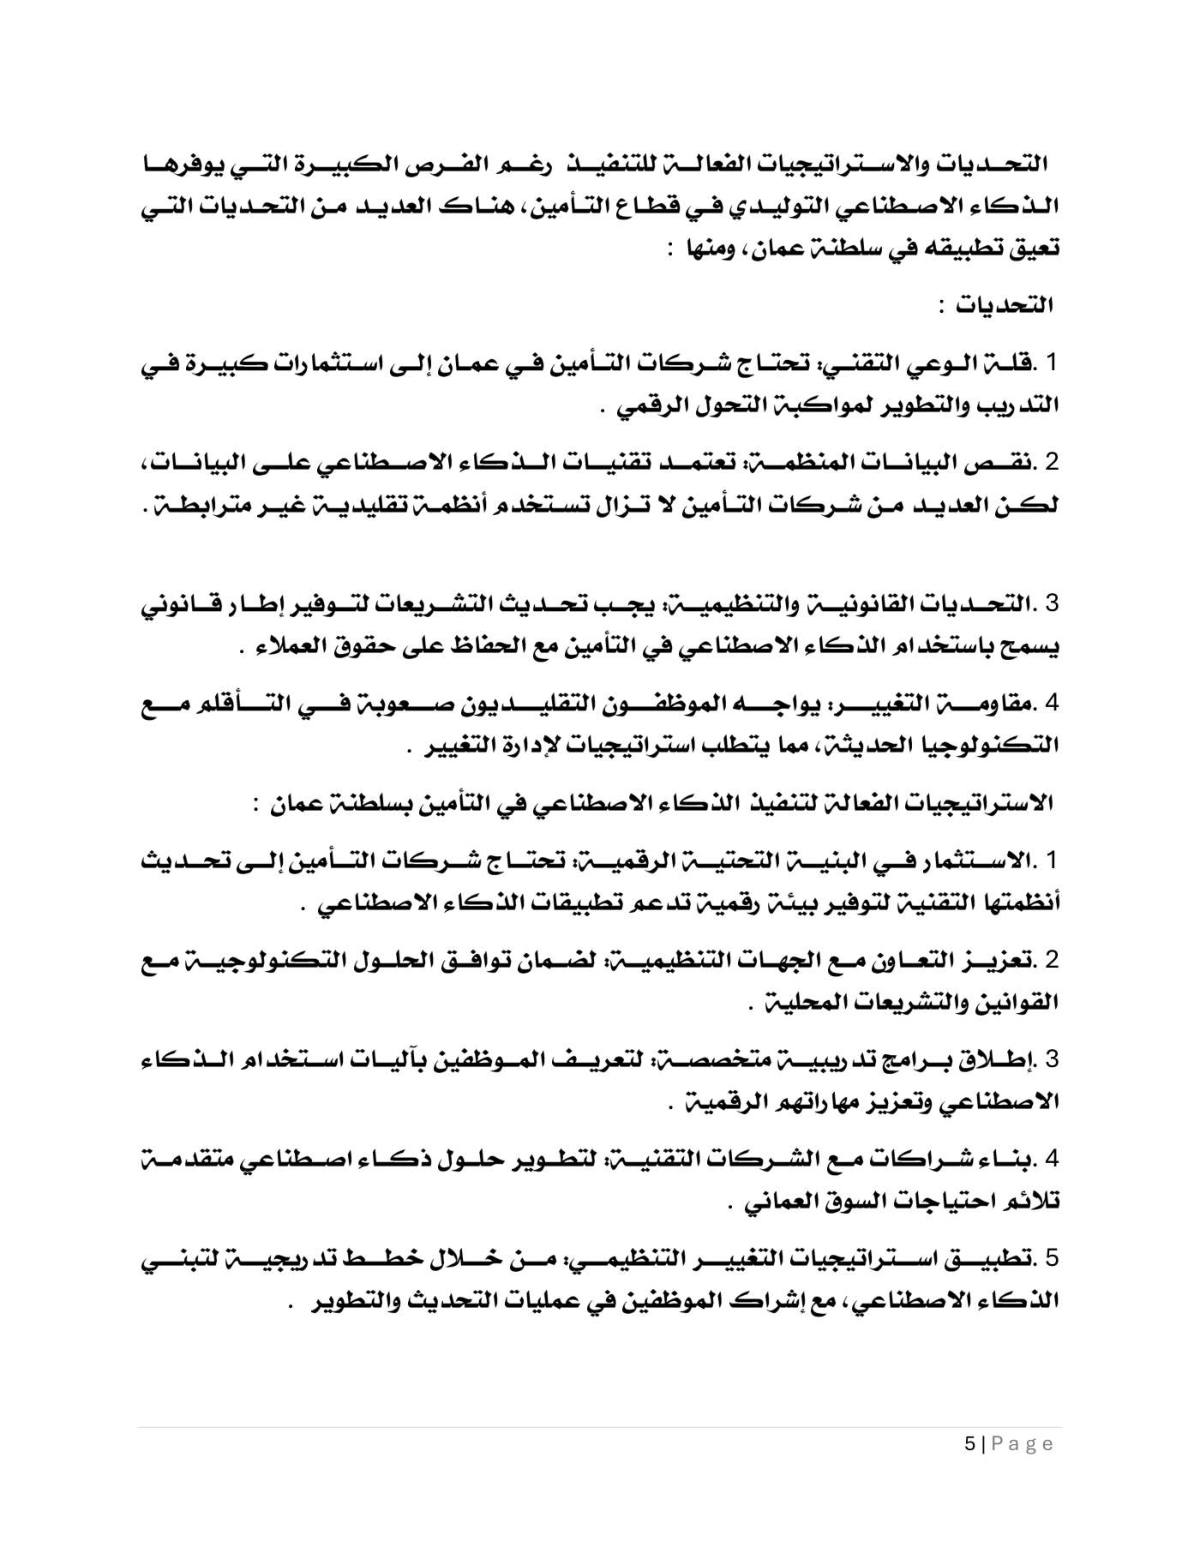 التحديات والاستراتيجيات الفعالة للتنفيذ رغم الفرص الكبيرة التي يوفرها
الذكاء الاصطناعي التوليدي في قطاع التأمين، هناك العديد من التحديات التي
تعيق تطبيقه في سلطنة عمان، ومنها :
التحديات :
1 .قلة الوعي التقني: تحتاج شركات التأمين في عمان إلى استثمارات كبيرة في
التدريب والتطوير لمواكبة التحول الرقمي .
2 .نقص البيانات المنظمة: تعتمد تقنيات الذكاء الاصطناعي على البيانات،
لكن العديد من شركات التأمين لا تزال تستخدم أنظمة تقليدية غير مترابطة .
3 .التحديات القانونية والتنظيمية: يجب تحديث التشريعات لتوفير إطار قانوني
يسمح باستخدام الذكاء الاصطناعي في التأمين مع الحفاظ على حقوق العملاء .
4 .مقاومة التغيير: يواجه الموظفون التقليديون صعوبة في التأقلم مع
التكنولوجيا الحديثة، مما يتطلب استراتيجيات لإدارة التغيير .
الاستراتيجيات الفعالة لتنفيذ الذكاء الاصطناعي في التأمين بسلطنة عمان :
1 .الاستثمار في البنية التحتية الرقمية: تحتاج شركات التأمين إلى تحديث
أنظمتها التقنية لتوفير بيئة رقمية تدعم تطبيقات الذكاء الاصطناعي .
2 .تعزيز التعاون مع الجهات التنظيمية: لضمان توافق الحلول التكنولوجية مع
القوانين والتشريعات المحلية .
3 .إطلاق برامج تدريبية متخصصة: لتعريف الموظفين بآليات استخدام الذكاء
الاصطناعي وتعزيز مهاراتهم الرقمية .
4 .بناء شراكات مع الشركات التقنية: لتطوير حلول ذكاء اصطناعي متقدمة
تلائم احتياجات السوق العماني .
5 .تطبيق استراتيجيات التغيير التنظيمي: من خلال خطط تدريجية لتبني
الذكاء الاصطناعي، مع إشراك الموظفين في عمليات التحديث والتطوير .
5 | Page